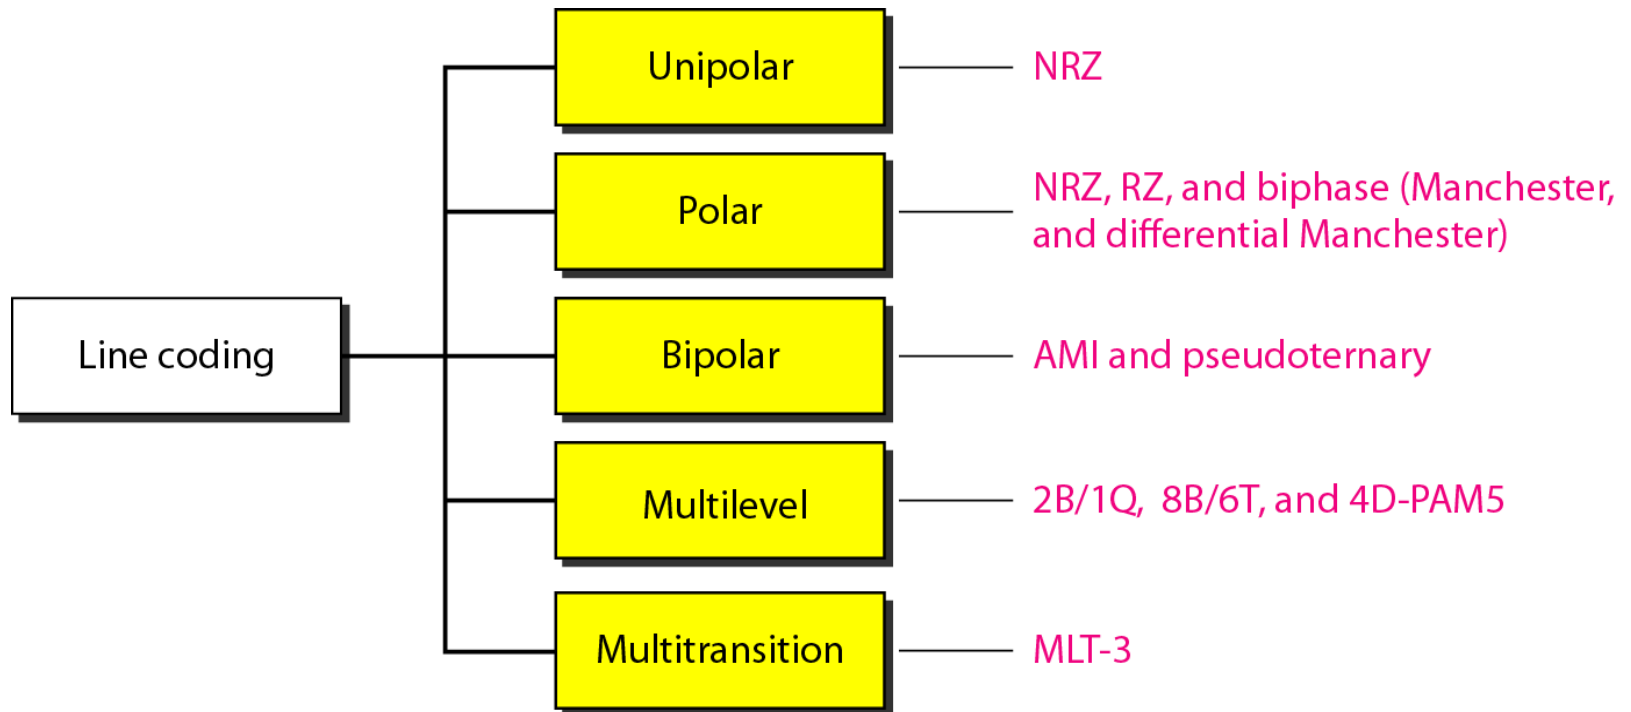 Unipolar
NRZ
Polar
NRZ, RZ, and biphase (Manchester,
and differential Manchester)
Line coding
Bipolar
AMI and pseudoternary
Multilevel
2B/1Q, 8B/6T, and 4D-PAM5
Multitransition
MLT-3